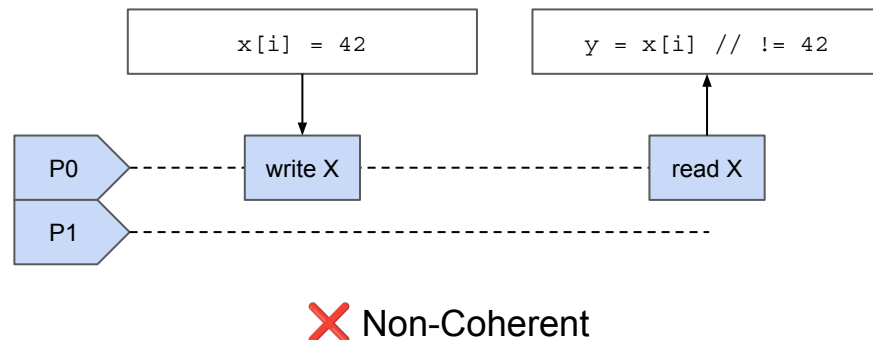 x[i] = 42
y = x[i] // != 42
P0
write X
read X
P1
❌ Non-Coherent